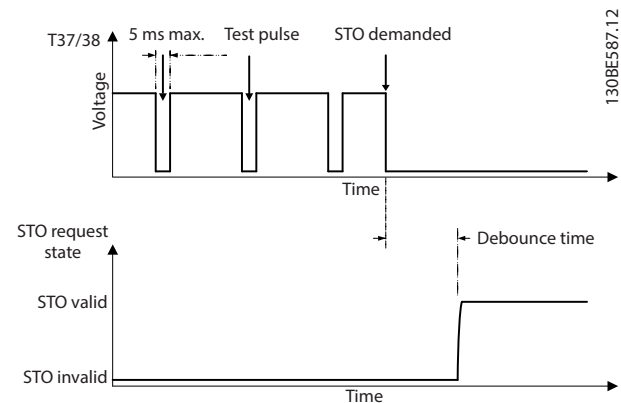 T37/38
5 ms max.
Test pulse
STO demanded
130BE587.12
Voltage
Time
STO request
state
Debounce time
STO valid
STO invalid
Time